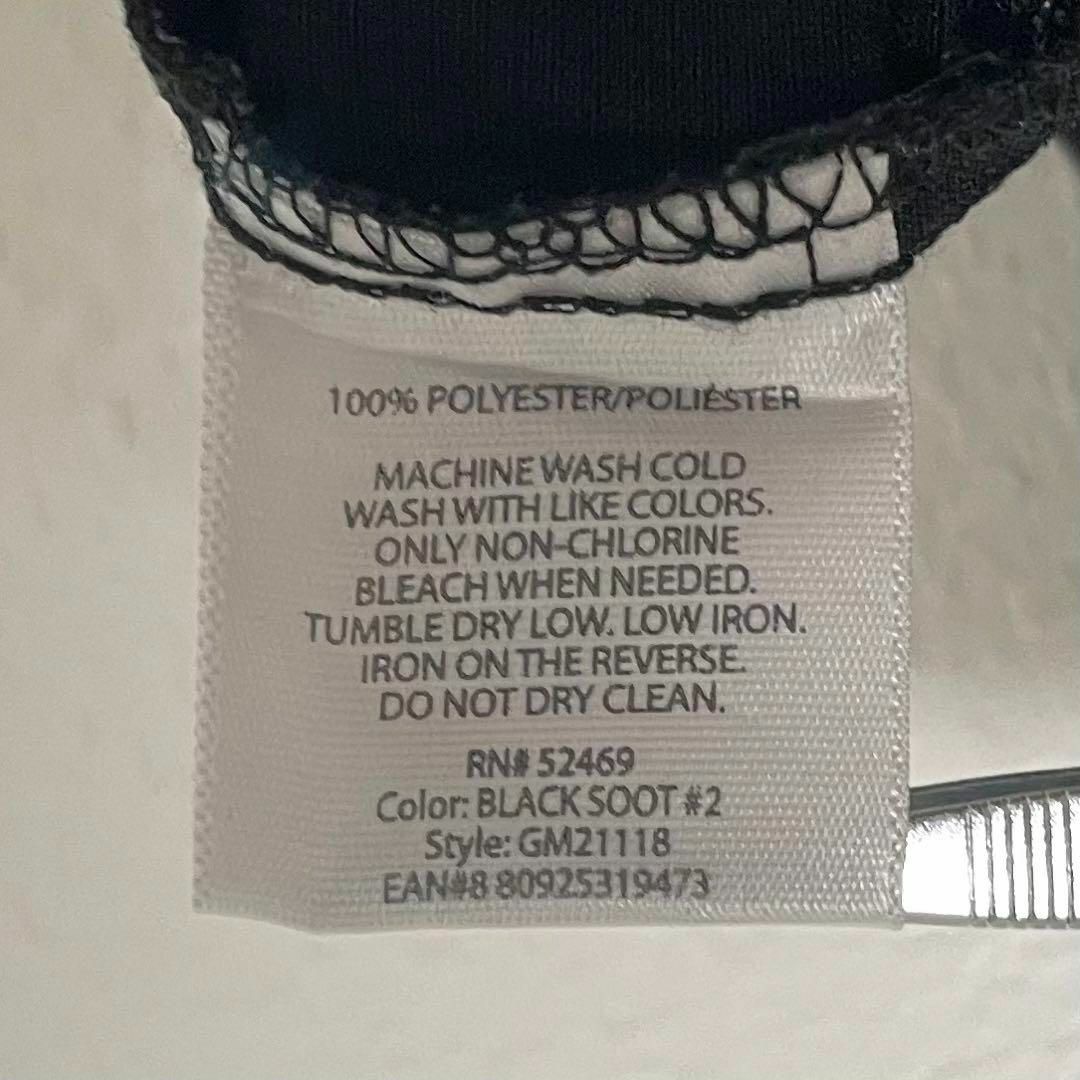 100% POLYESTER/POLIÉSTER
MACHINE WASH COLD
WASH WITH LIKE COLORS.
ONLY NON-CHLORINE
BLEACH WHEN NEEDED.
TUMBLE DRY LOW. LOW IRON.
IRON ON THE REVERSE.
DO NOT DRY CLEAN.
RN# 52469
Color: BLACK SOOT #2
Style: GM21118
EAN#8 80925319473